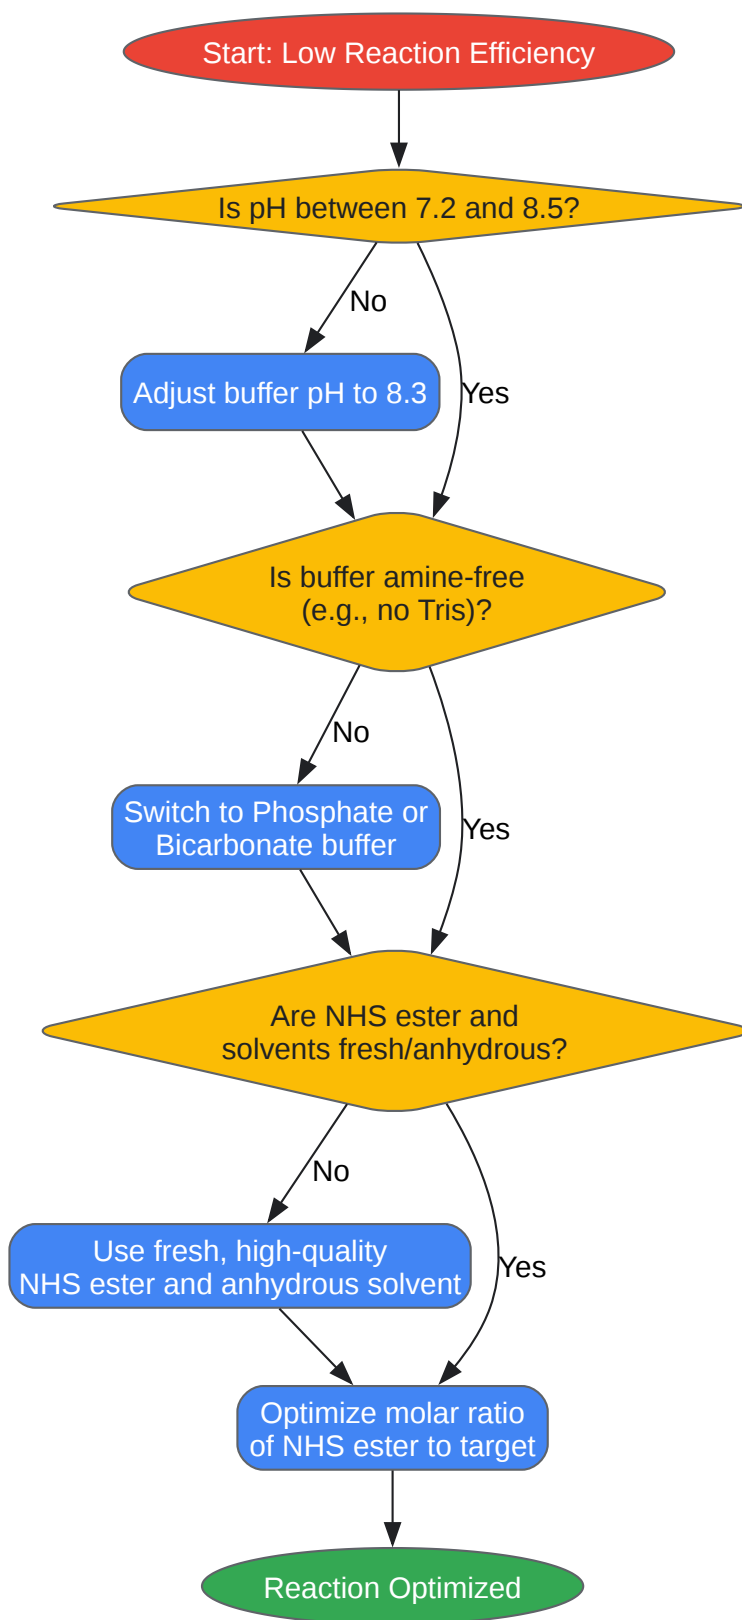 Start: Low Reaction Efficiency
Is pH between 7.2 and 8.5?
No
Adjust buffer pH to 8.3
Yes
Is buffer amine-free
(e.g., no Tris)?
No
Switch to Phosphate or
Bicarbonate buffer
Yes
Are NHS ester and
solvents fresh/anhydrous?
No
Use fresh, high-quality
NHS ester and anhydrous solvent
Yes
Optimize molar ratio
of NHS ester to target
Reaction Optimized